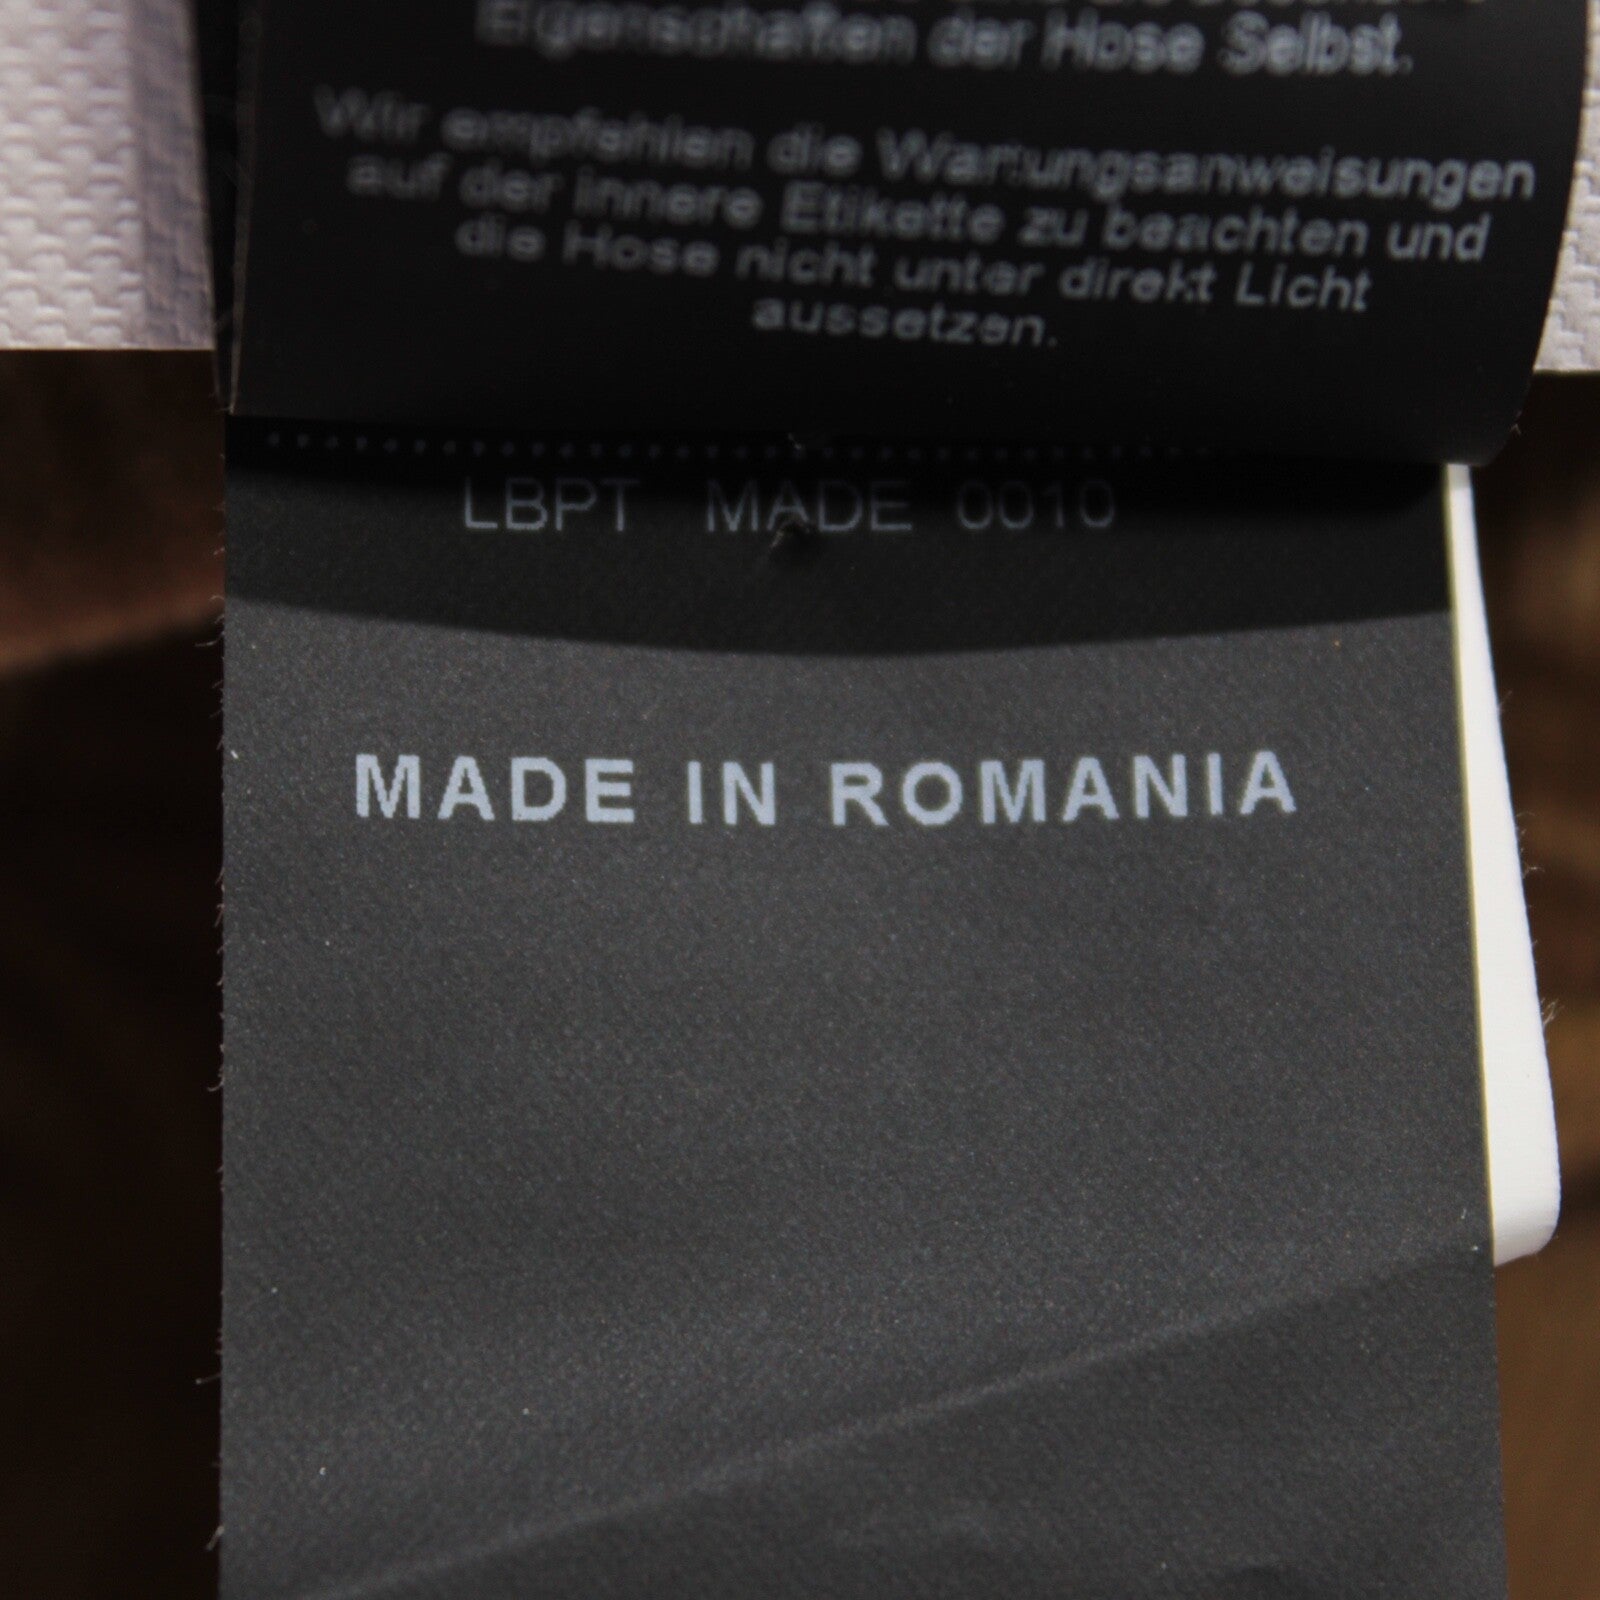 Eigenschaften der Hose Selbst.
Wir empfehlen die Wartungsanweisungen
auf der innere Etikette zu beachten und
die Hose nicht unter direkt Licht
aussetzen.
LBPT MADE 0010
MADE IN ROMANIA